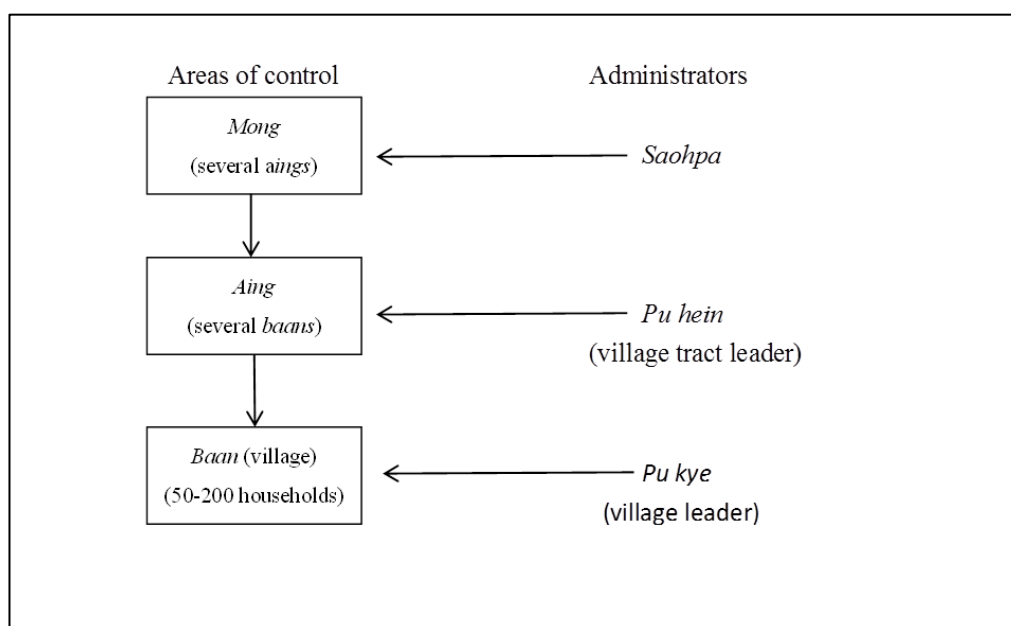 Areas of control
Administrators
Mong
(several aings)
Saohpa
Aing
(several baans)
Pu hein
(village tract leader)
Baan (village)
(50-200 households)
Pu kye
(village leader)